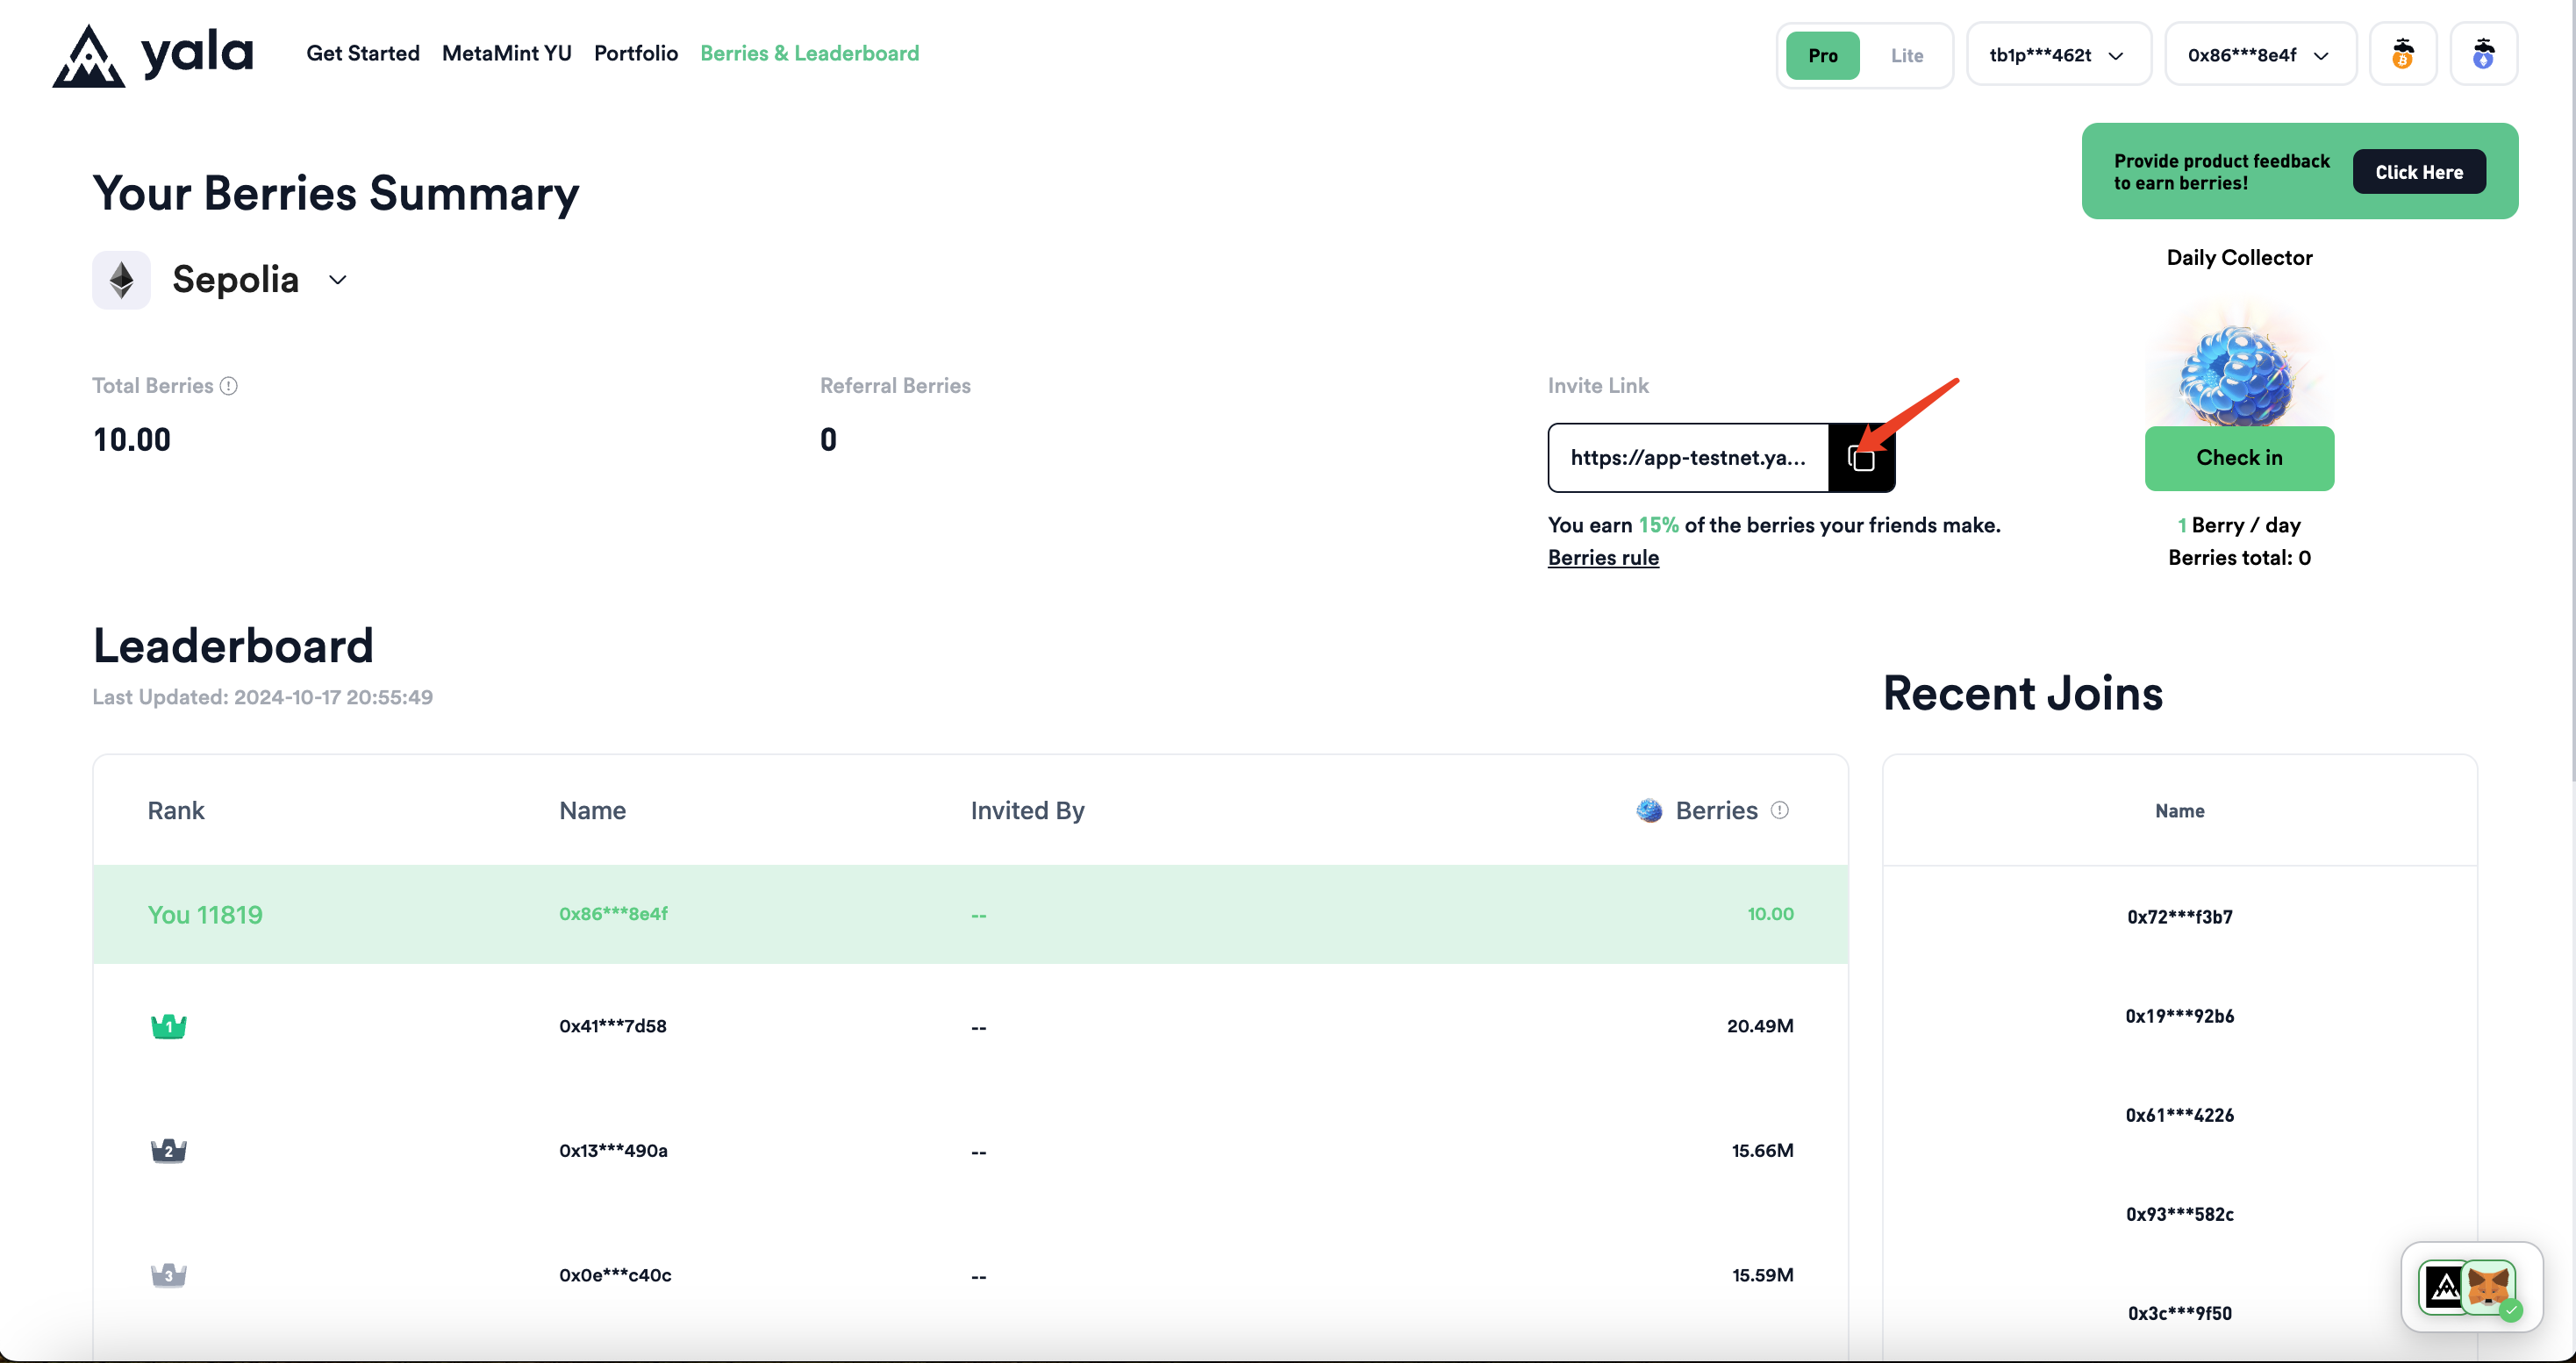 yala
Get Started
MetaMint YU
Portfolio
Berries & Leaderboard
Pro
Lite
tb1p***462t
0x86***8e4f
Provide product feedback
to earn berries!
Click Here
Your Berries Summary
Sepolia
Daily Collector
Total Berries
10.00
Referral Berries
0
Invite Link
https://app-testnet.ya...
You earn 15% of the berries your friends make.
Berries rule
Check in
1 Berry / day
Berries total: 0
Leaderboard
Last Updated: 2024-10-17 20:55:49
Rank Name Invited By Berries
You 11819 0x86***8e4f -- 10.00
1 0x41***7d58 -- 20.49M
2 0x13***490a -- 15.66M
3 0x0e***c40c -- 15.59M
Recent Joins
Name
0x72***f3b7
0x19***92b6
0x61***4226
0x93***582c
0x3c***9f50